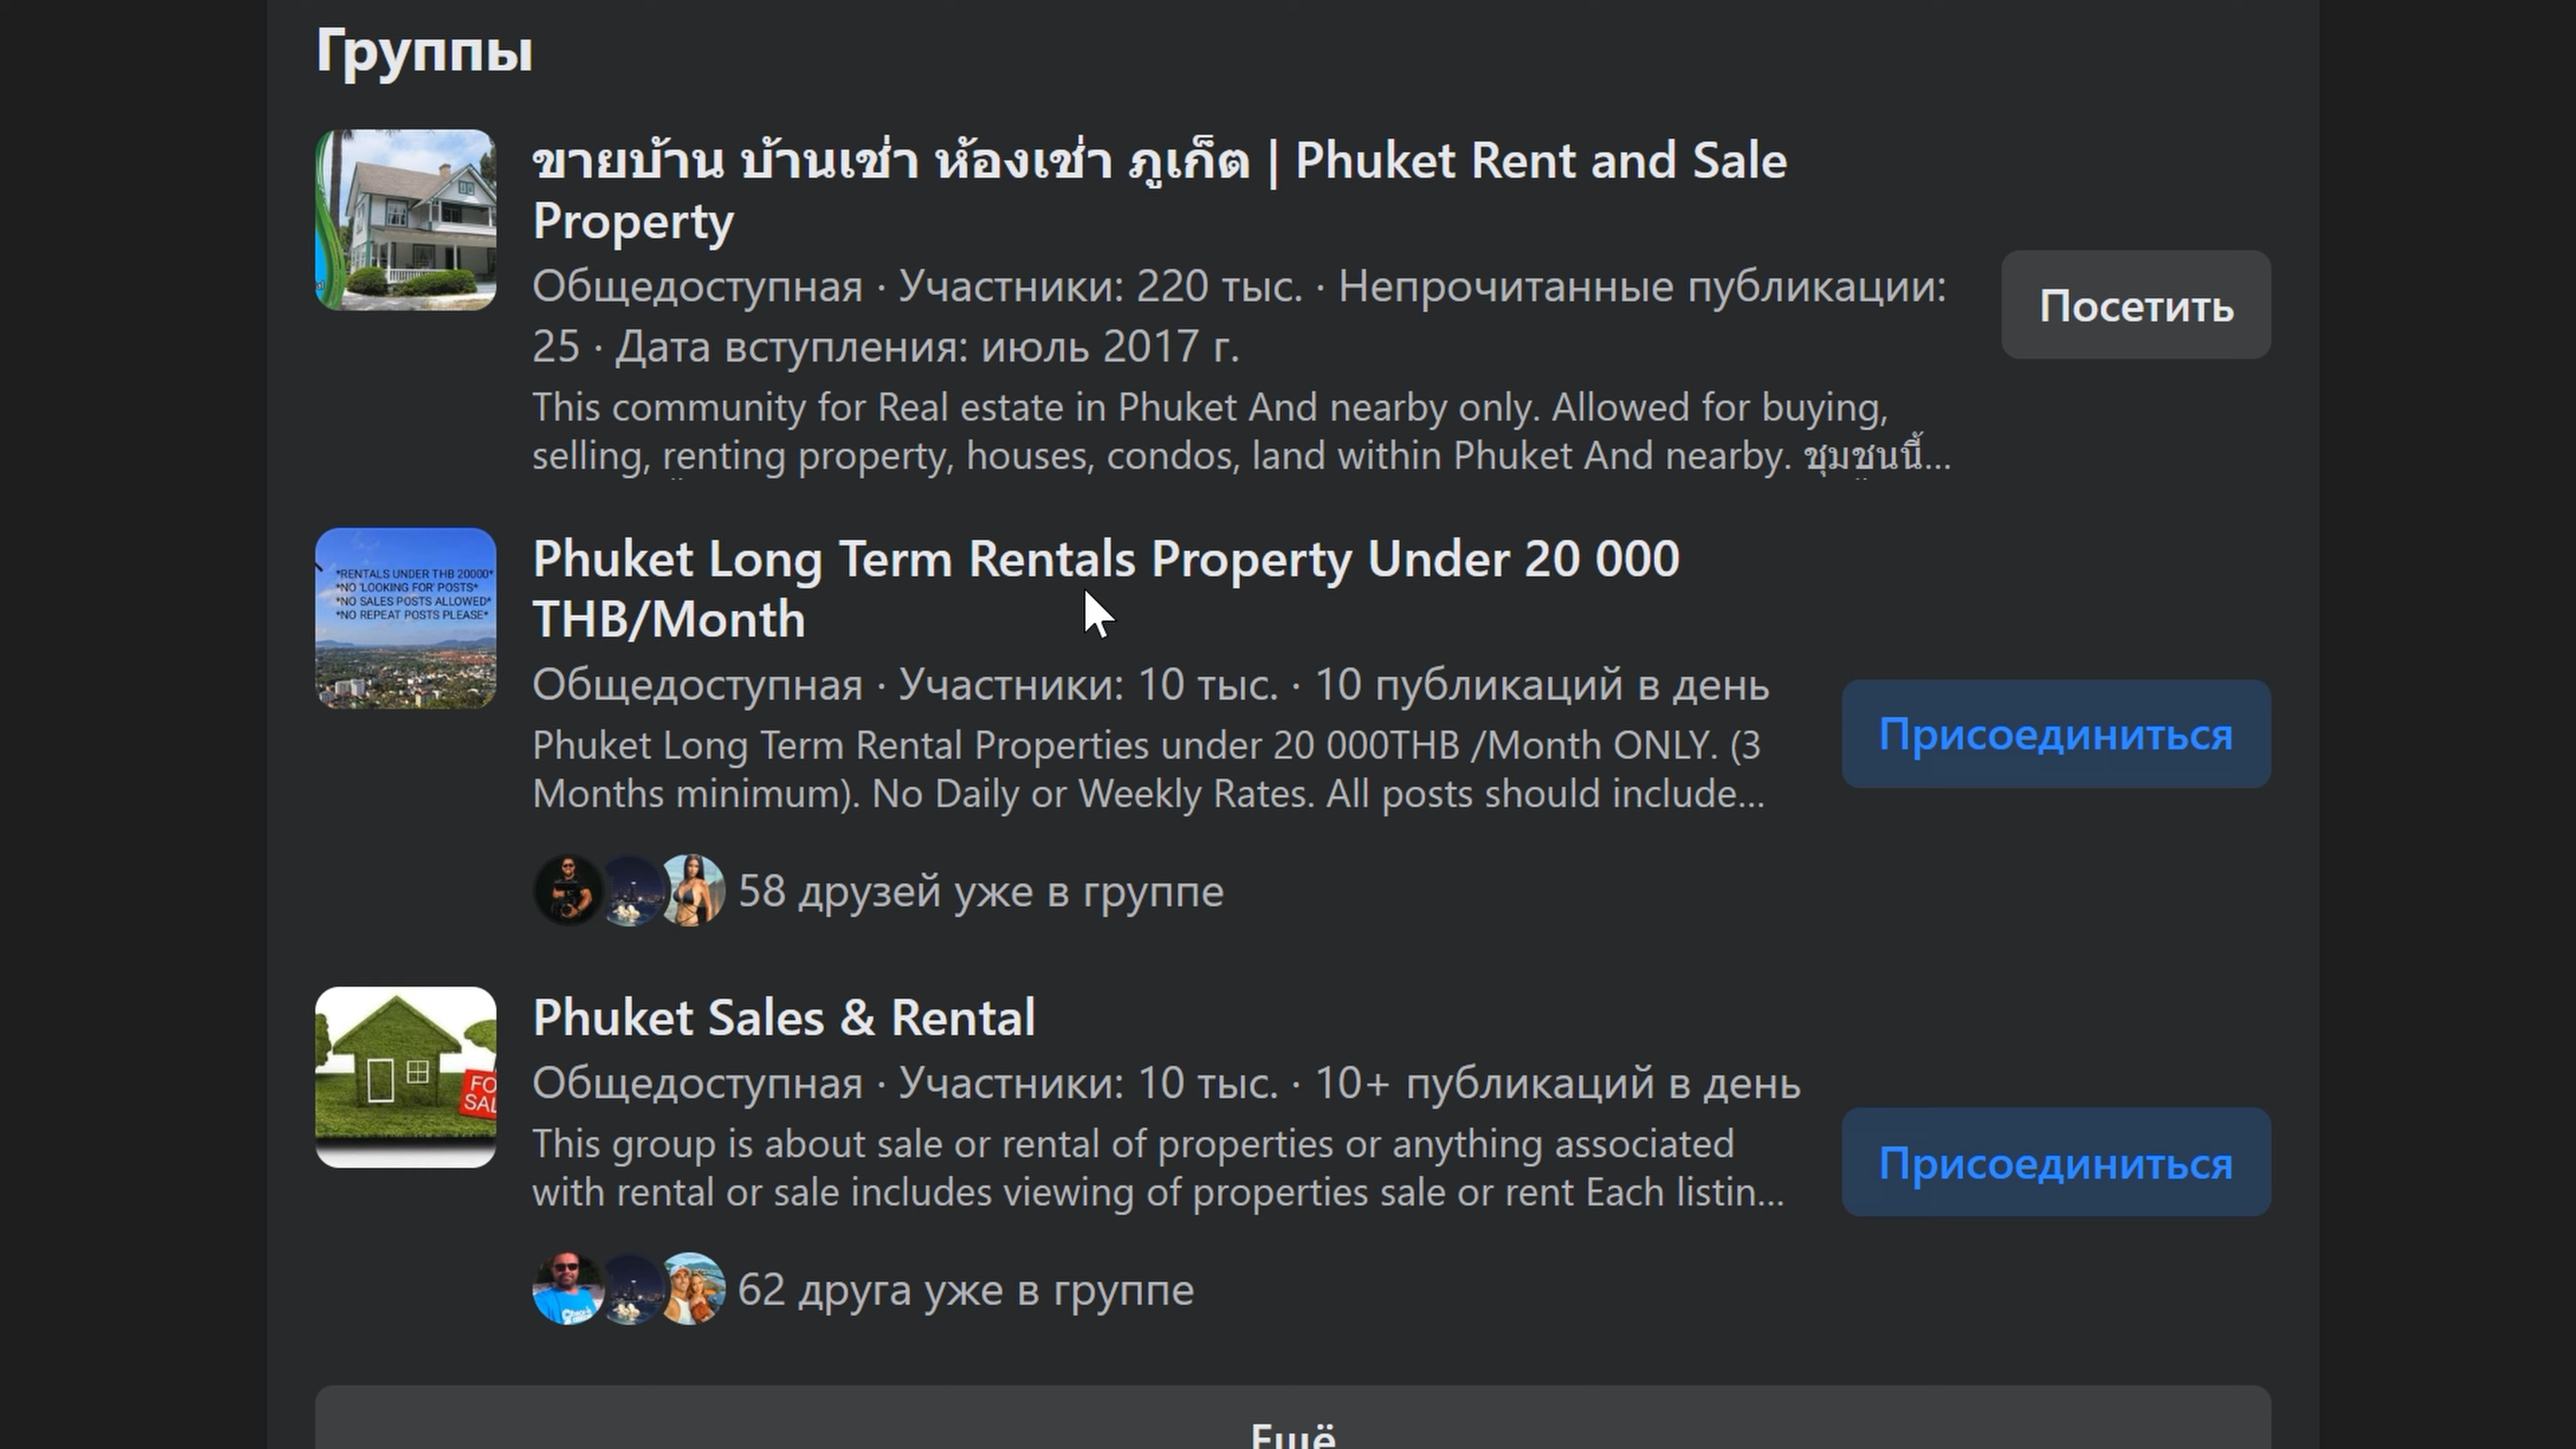 Группы
ขายบ้าน บ้านเช่า ห้องเช่า ภูเก็ต | Phuket Rent and Sale
Property
Общедоступная · Участники: 220 тыс. · Непрочитанные публикации:
25 · Дата вступления: июль 2017 г.
This community for Real estate in Phuket And nearby only. Allowed for buying,
selling, renting property, houses, condos, land within Phuket And nearby. ชุมชนนี้...
Посетить
*RENTALS UNDER THB 20000*
*NO 'LOOKING FOR' POSTS*
*NO SALES POSTS ALLOWED*
*NO REPEAT POSTS PLEASE*
Phuket Long Term Rentals Property Under 20 000
THB/Month
Общедоступная · Участники: 10 тыс. · 10 публикаций в день
Phuket Long Term Rental Properties under 20 000THB /Month ONLY. (3
Months minimum). No Daily or Weekly Rates. All posts should include...
Присоединиться
58 друзей уже в группе
FO
SAL
Phuket Sales & Rental
Общедоступная · Участники: 10 тыс. · 10+ публикаций в день
This group is about sale or rental of properties or anything associated
with rental or sale includes viewing of properties sale or rent Each listin...
Присоединиться
62 друга уже в группе
Ещё